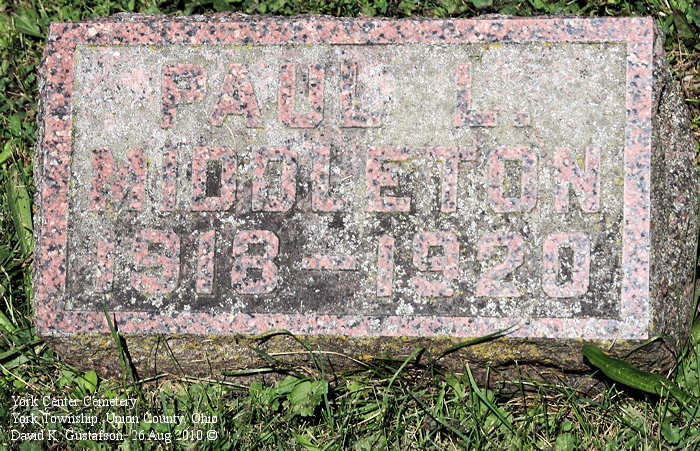 PAUL L.
MIDDLETON
1918-1920
York Center Cemetery
York Township, Union County, Ohio
David K. Gustafson- 26 Aug 2010 ©